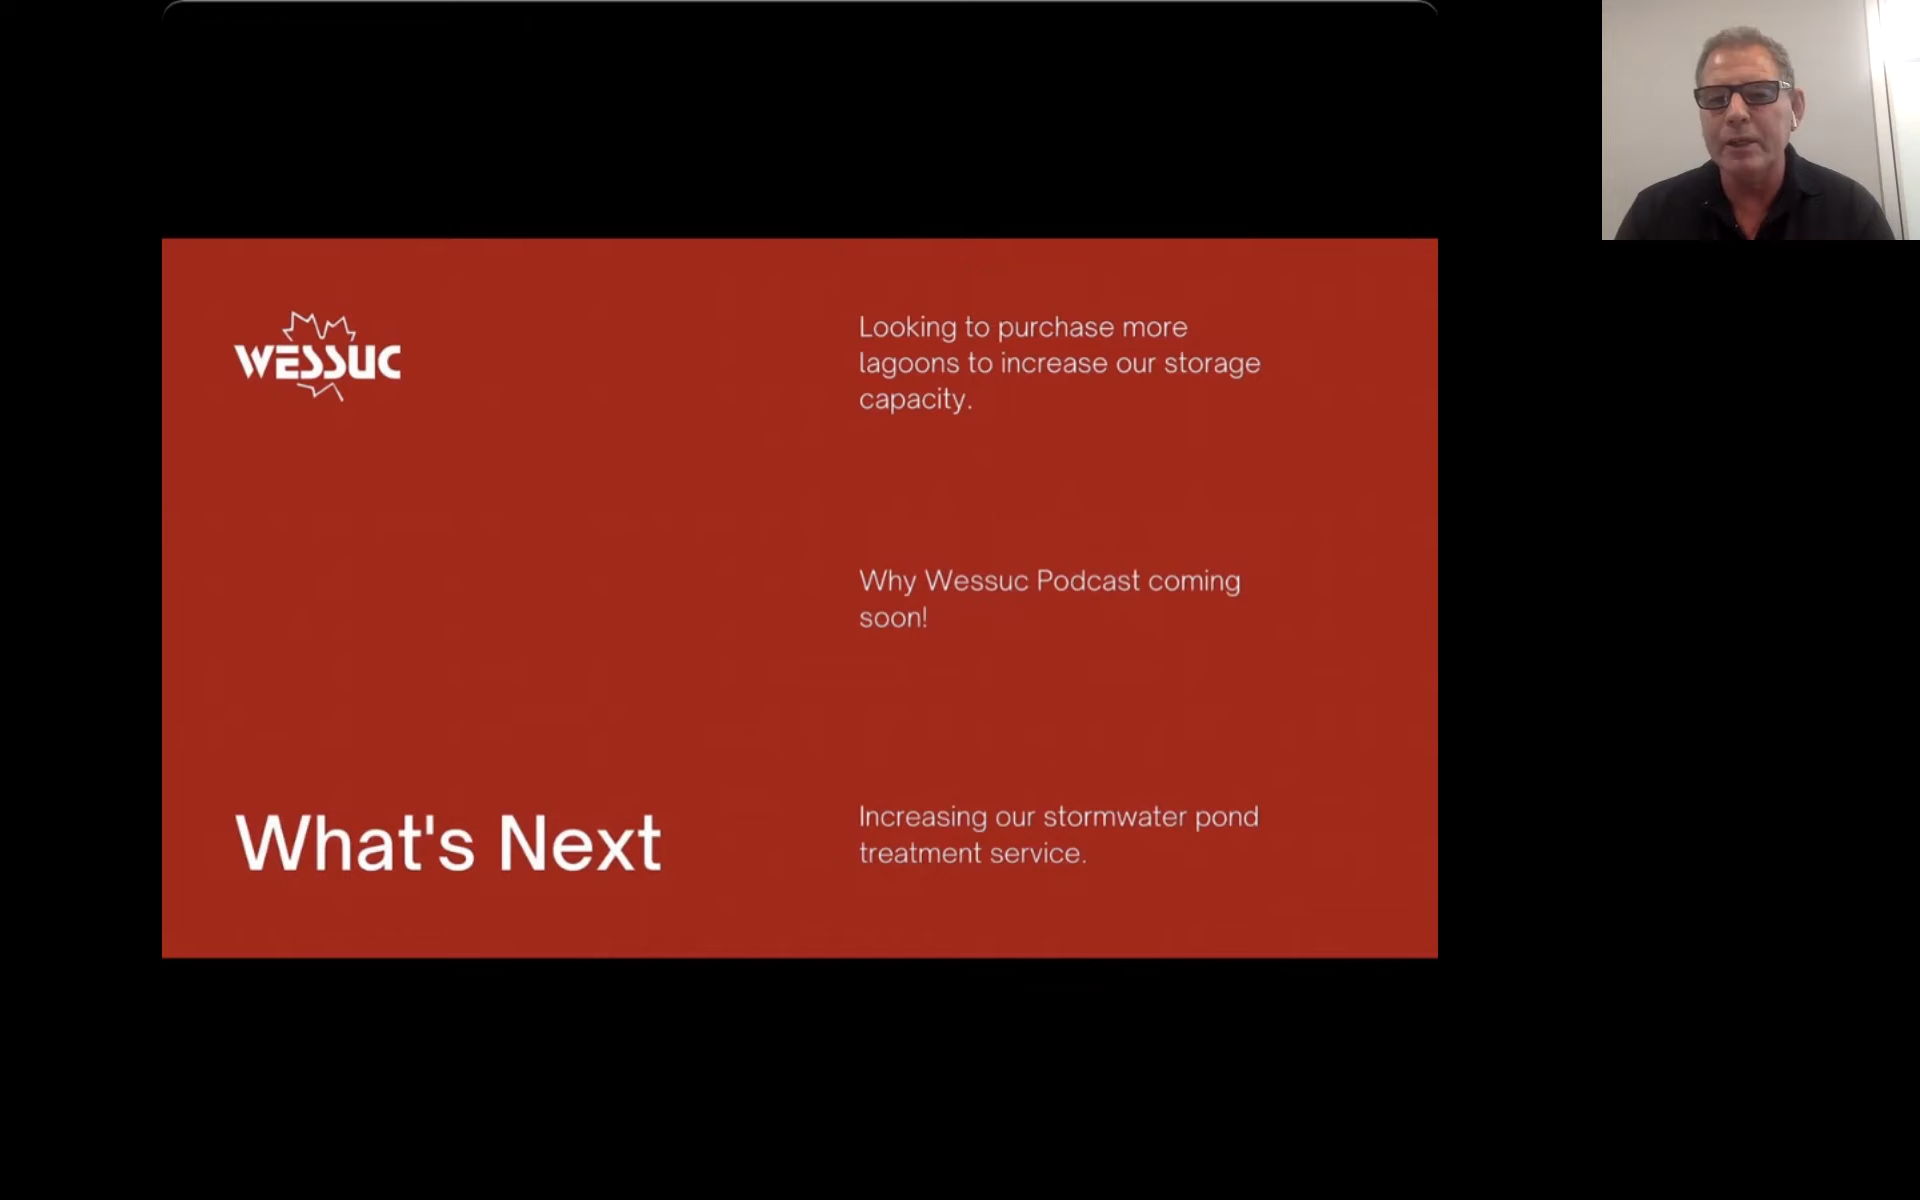 WESSUC
Looking to purchase more
lagoons to increase our storage
capacity.
Why Wessuc Podcast coming
soon!
What's Next
Increasing our stormwater pond
treatment service.